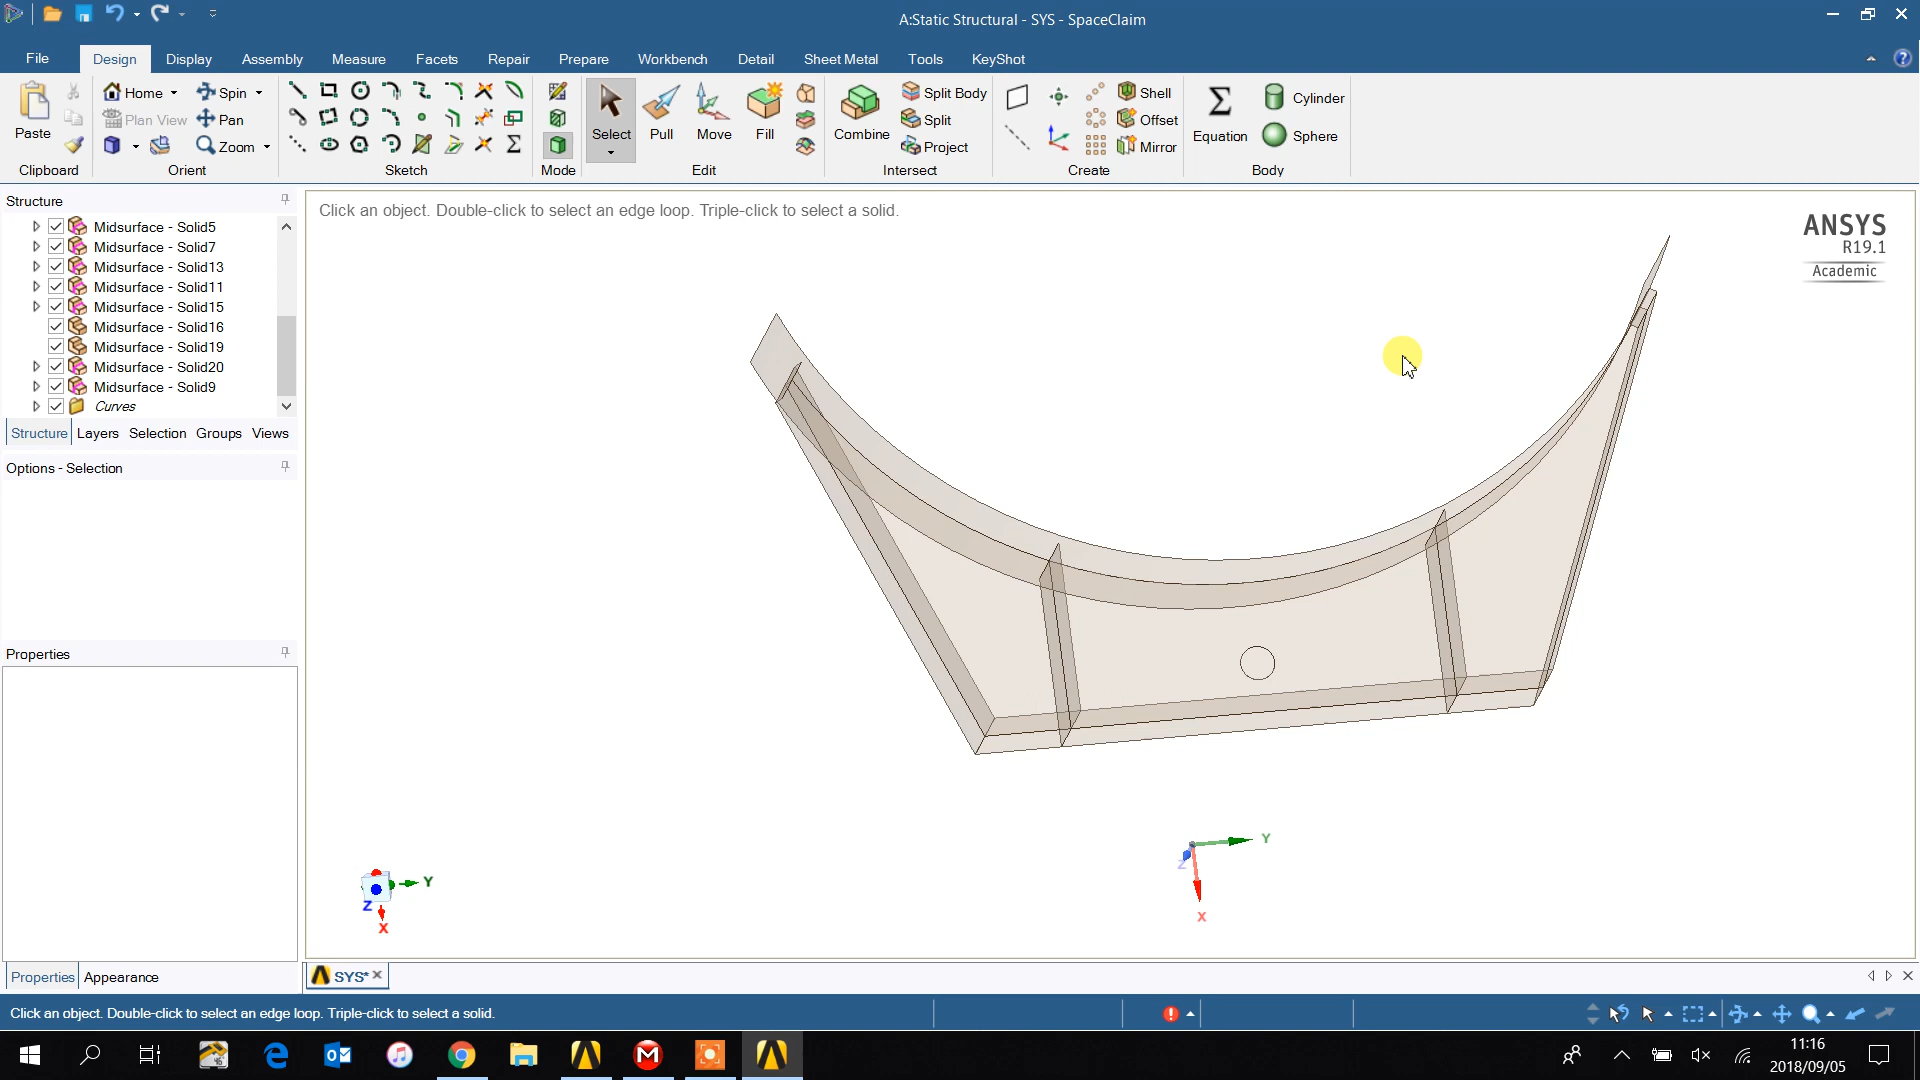 A:Static Structural - SYS - SpaceClaim
File Design Display Assembly Measure Facets Repair Prepare Workbench Detail Sheet Metal Tools KeyShot
Paste
Clipboard
Home Spin
Plan View Pan
Zoom
Orient
Sketch
Mode
Select Pull Move Fill
Edit
Combine
Split Body
Split
Project
Intersect
Shell
Offset
Mirror
Create
Equation
Cylinder
Sphere
Body
Structure
Midsurface - Solid5
Midsurface - Solid7
Midsurface - Solid13
Midsurface - Solid11
Midsurface - Solid15
Midsurface - Solid16
Midsurface - Solid19
Midsurface - Solid20
Midsurface - Solid9
Curves
Structure Layers Selection Groups Views
Options - Selection
Properties
Properties Appearance
Click an object. Double-click to select an edge loop. Triple-click to select a solid.
ANSYS
R19.1
Academic
Y
Z
X
Y
Z
X
SYS*
Click an object. Double-click to select an edge loop. Triple-click to select a solid.
11:16
2018/09/05